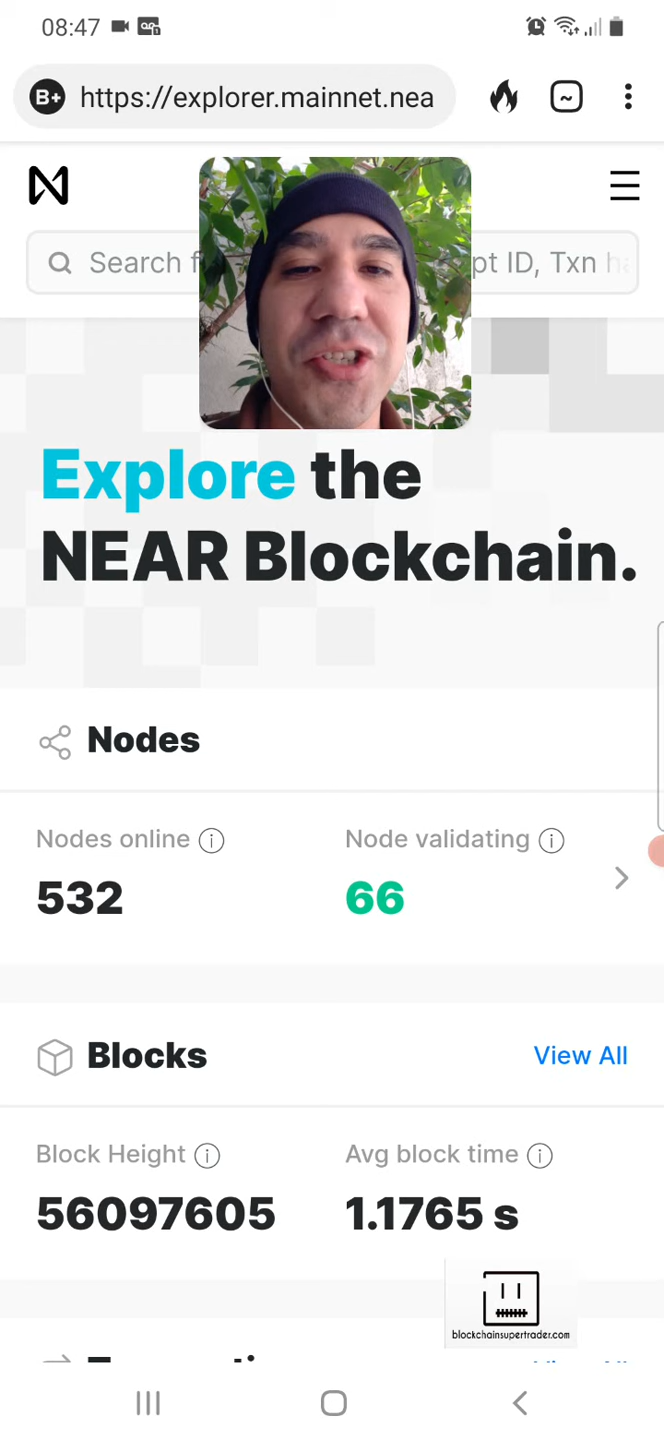 08:47
B+ https://explorer.mainnet.nea
Search f
pt ID, Txn ha
Explore the
NEAR Blockchain.
Nodes
Nodes online
Node validating
532
66
Blocks
View All
Block Height
Avg block time
56097605
1.1765 s
blockchainsupertrader.com